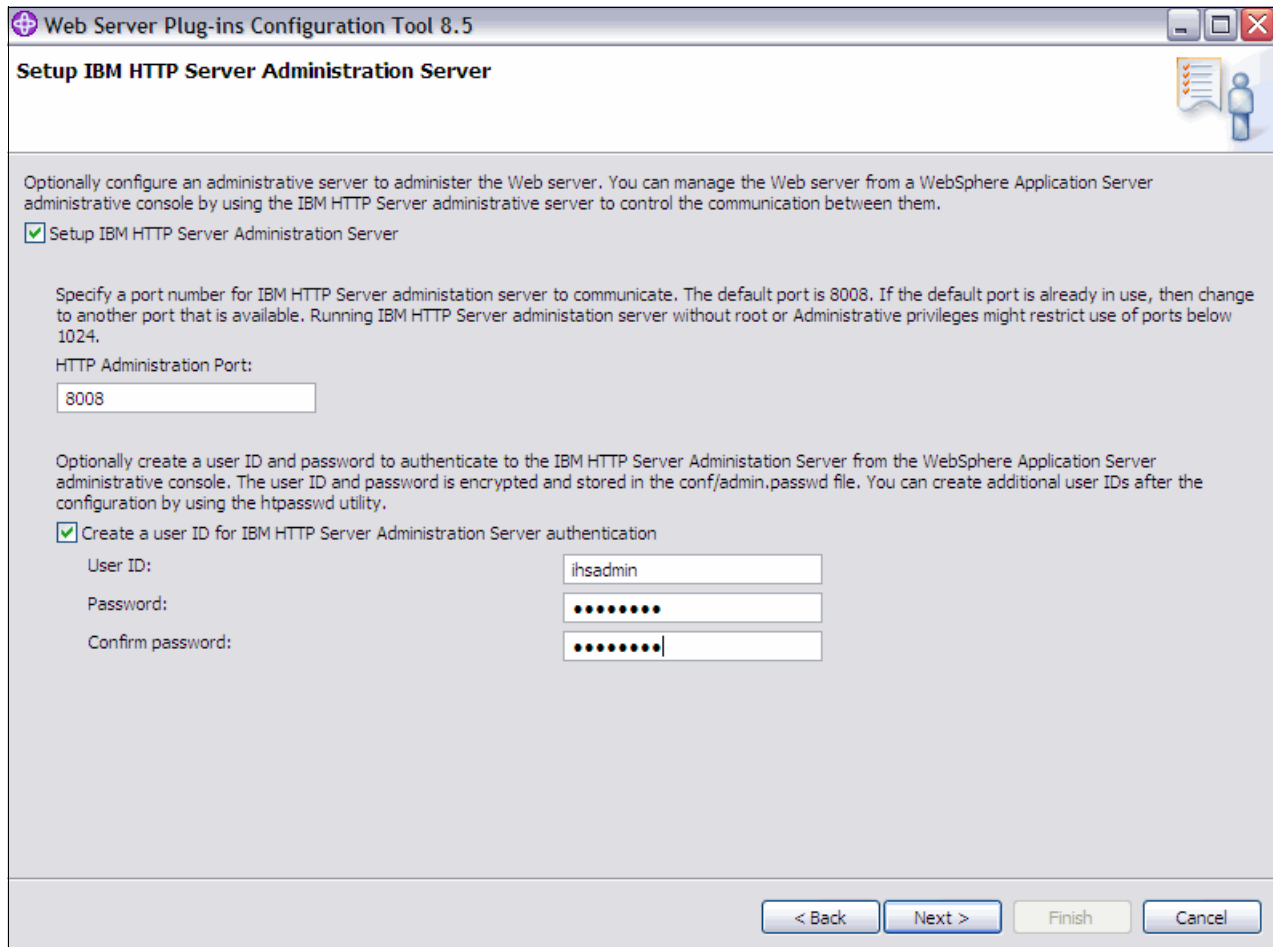 Web Server Plug-ins Configuration Tool 8.5
Setup IBM HTTP Server Administration Server
Optionally configure an administrative server to administer the Web server. You can manage the Web server from a WebSphere Application Server
administrative console by using the IBM HTTP Server administrative server to control the communication between them.
Setup IBM HTTP Server Administration Server
Specify a port number for IBM HTTP Server administation server to communicate. The default port is 8008. If the default port is already in use, then change
to another port that is available. Running IBM HTTP Server administation server without root or Administrative privileges might restrict use of ports below
1024.
HTTP Administration Port:
8008
Optionally create a user ID and password to authenticate to the IBM HTTP Server Administation Server from the WebSphere Application Server
administrative console. The user ID and password is encrypted and stored in the conf/admin.passwd file. You can create additional user IDs after the
configuration by using the htpasswd utility.
Create a user ID for IBM HTTP Server Administration Server authentication
User ID: ihsadmin
Password: ●●●●●●●●
Confirm password: ●●●●●●●●
< Back Next > Finish Cancel